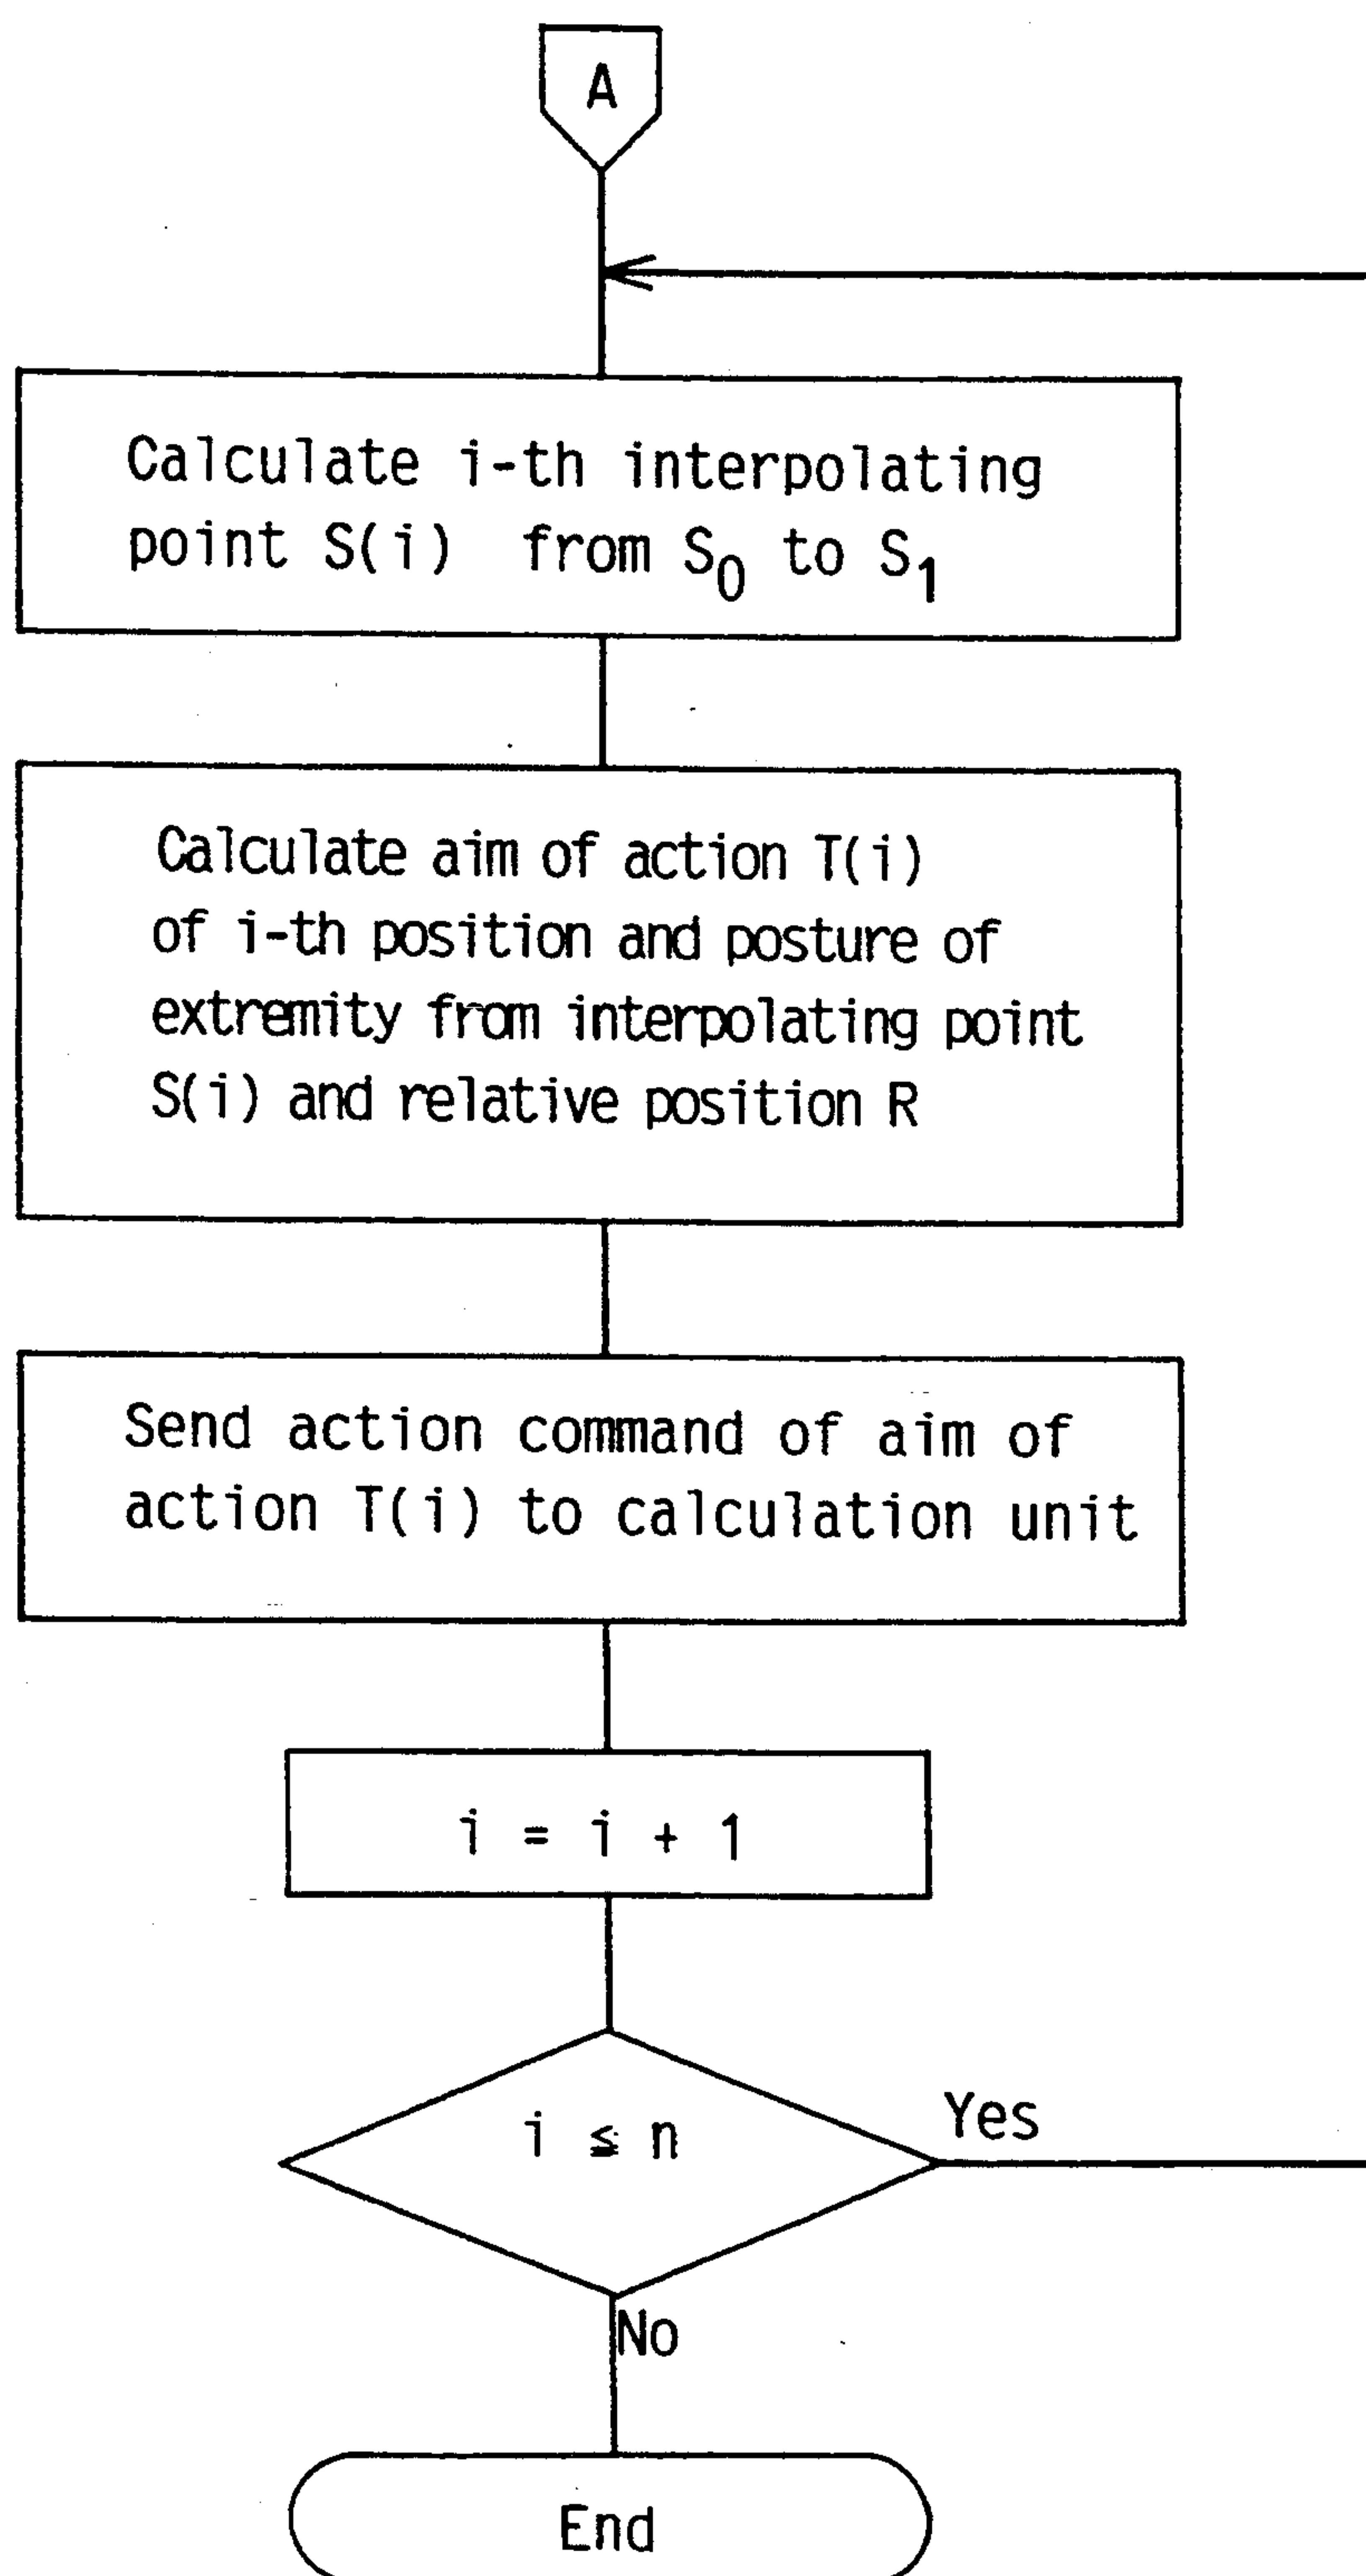 A
Calculate i-th interpolating
point S(i) from S₀ to S₁
Calculate aim of action T(i)
of i-th position and posture of
extremity from interpolating point
S(i) and relative position R
Send action command of aim of
action T(i) to calculation unit
i = i + 1
i ≦ n
Yes
No
End